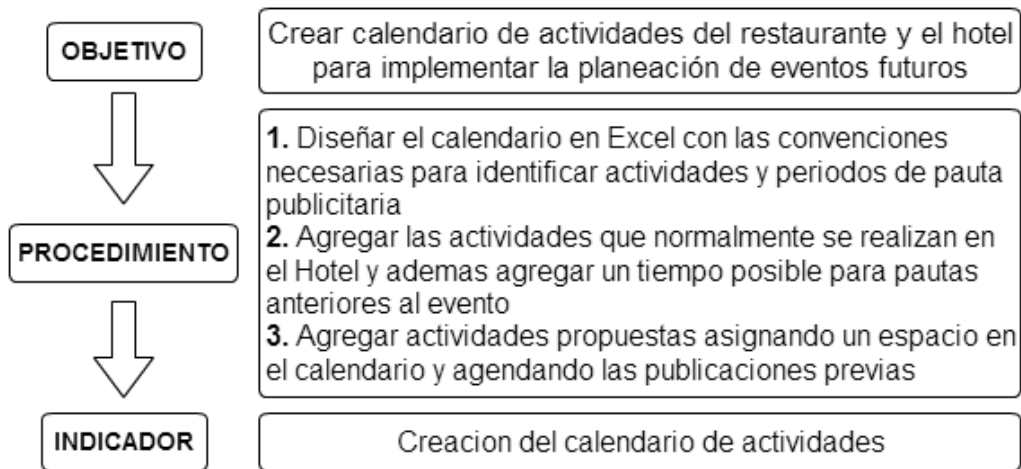 OBJETIVO
Crear calendario de actividades del restaurante y el hotel
para implementar la planeación de eventos futuros
PROCEDIMIENTO
1. Diseñar el calendario en Excel con las convenciones
necesarias para identificar actividades y periodos de pauta
publicitaria
2. Agregar las actividades que normalmente se realizan en
el Hotel y ademas agregar un tiempo posible para pautas
anteriores al evento
3. Agregar actividades propuestas asignando un espacio en
el calendario y agendando las publicaciones previas
INDICADOR
Creacion del calendario de actividades